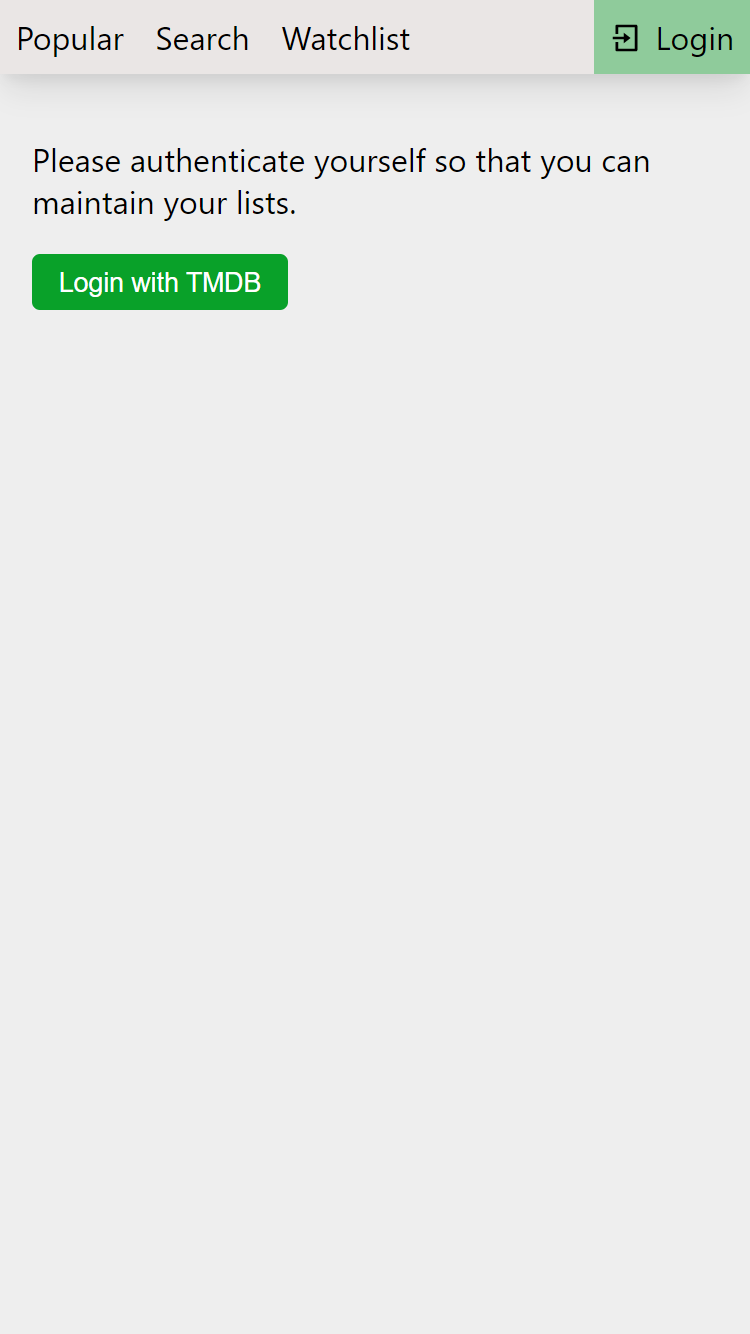 Popular Search Watchlist Login
Please authenticate yourself so that you can
maintain your lists.
Login with TMDB